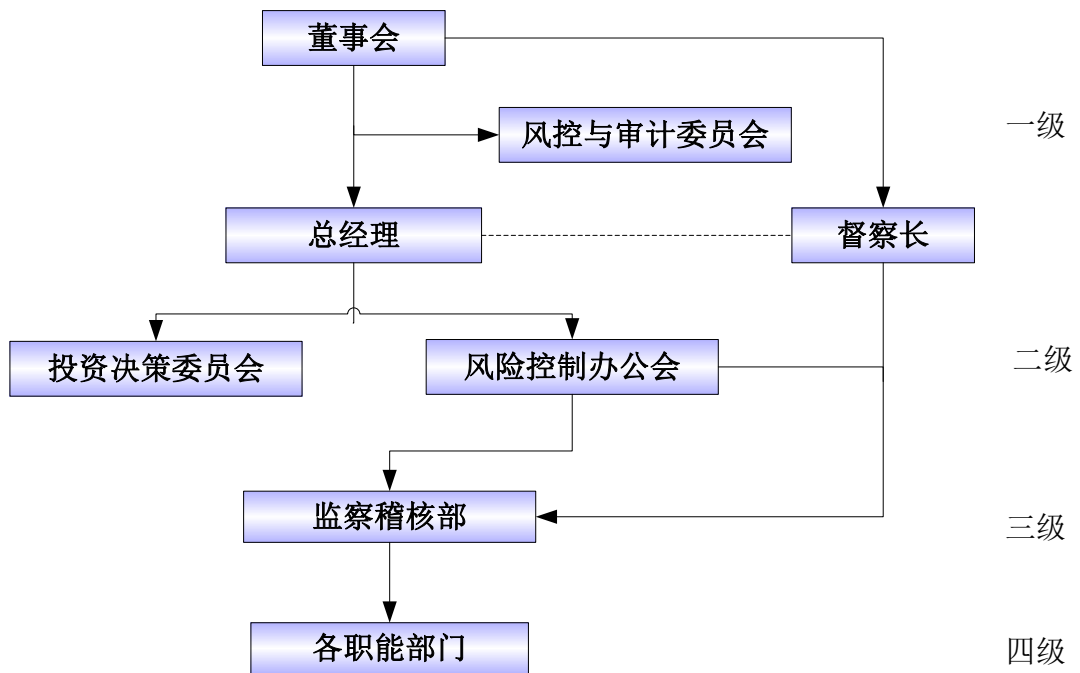 董事会
风控与审计委员会
一级
总经理
督察长
投资决策委员会
风险控制办公会
二级
监察稽核部
三级
各职能部门
四级